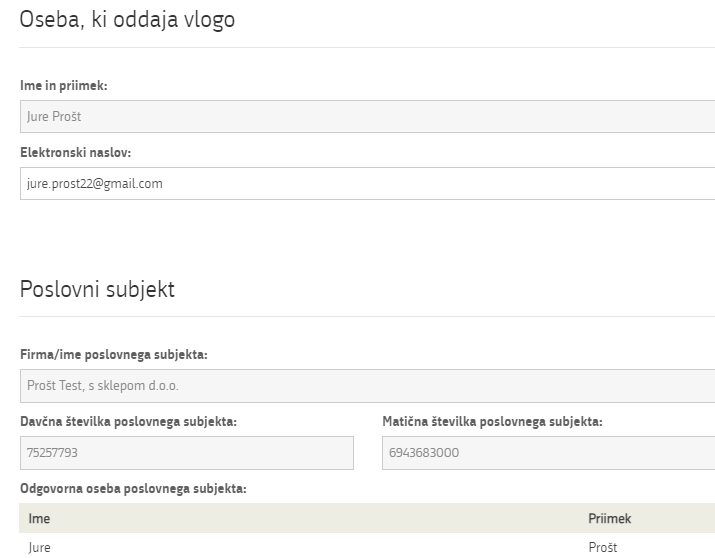 Oseba, ki oddaja vlogo
Ime in priimek:
Jure Prošt
Elektronski naslov:
jure.prost22@gmail.com
Poslovni subjekt
Firma/ime poslovnega subjekta:
Prošt Test, s sklepom d.o.o.
Davčna številka poslovnega subjekta: Matična številka poslovnega subjekta:
75257793 6943683000
Odgovorna oseba poslovnega subjekta:
Ime Priimek
Jure Prošt